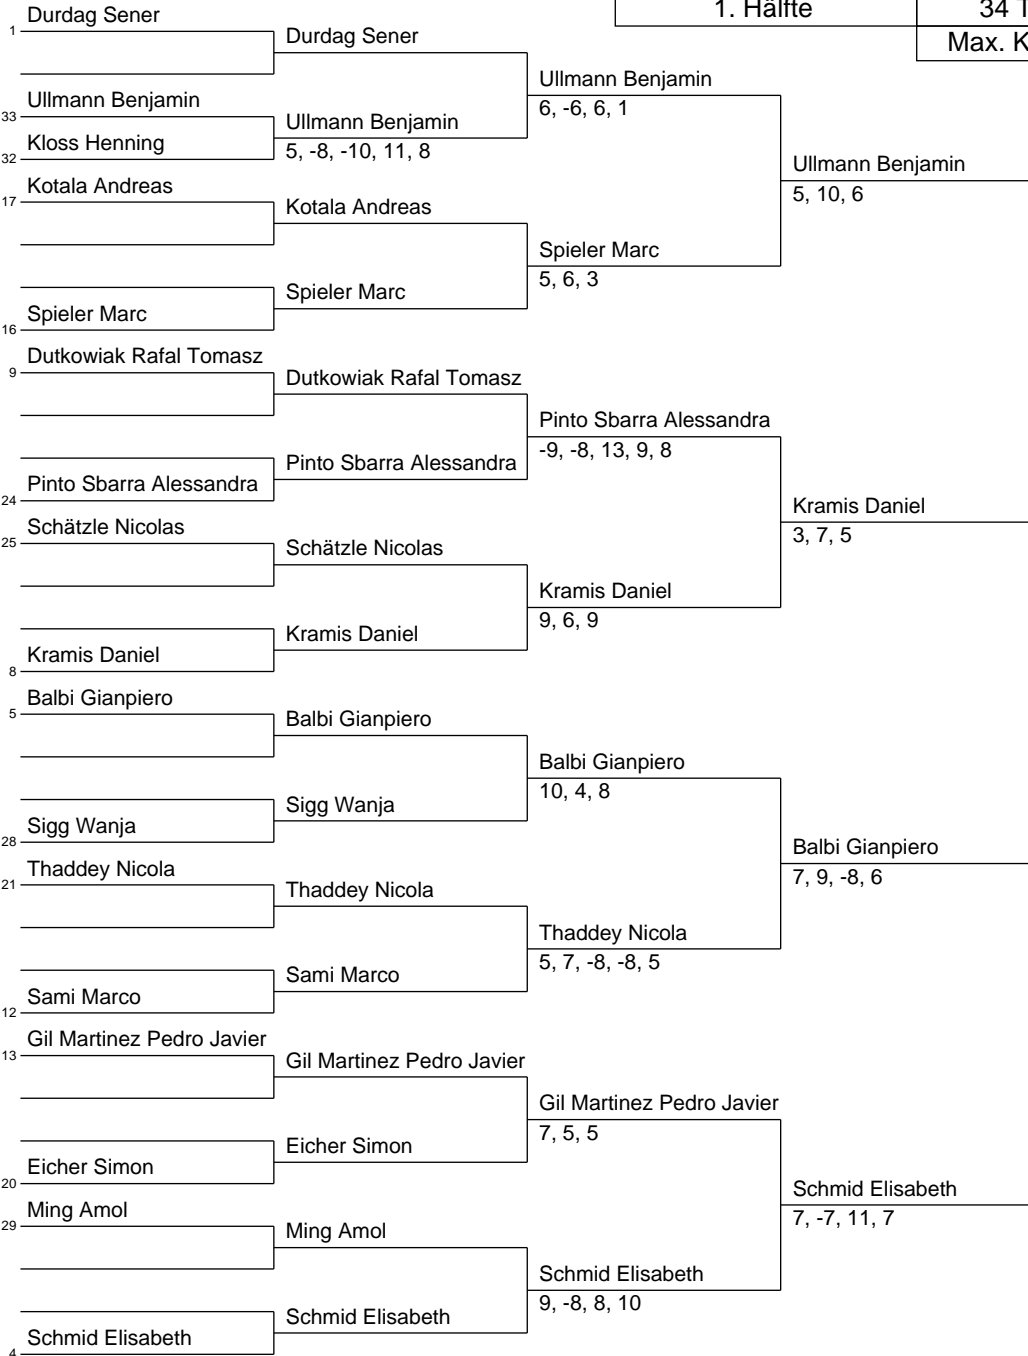 1. Hälfte
34 T
Max. K
Durdag Sener
1
Durdag Sener
Ullmann Benjamin
6, -6, 6, 1
Ullmann Benjamin
33
Ullmann Benjamin
5, -8, -10, 11, 8
Kloss Henning
32
Ullmann Benjamin
5, 10, 6
Kotala Andreas
17
Kotala Andreas
Spieler Marc
5, 6, 3
Spieler Marc
Spieler Marc
16
Dutkowiak Rafal Tomasz
9
Dutkowiak Rafal Tomasz
Pinto Sbarra Alessandra
-9, -8, 13, 9, 8
Pinto Sbarra Alessandra
Pinto Sbarra Alessandra
24
Kramis Daniel
3, 7, 5
Schätzle Nicolas
25
Schätzle Nicolas
Kramis Daniel
9, 6, 9
Kramis Daniel
Kramis Daniel
8
Balbi Gianpiero
5
Balbi Gianpiero
Balbi Gianpiero
10, 4, 8
Sigg Wanja
Sigg Wanja
28
Balbi Gianpiero
7, 9, -8, 6
Thaddey Nicola
21
Thaddey Nicola
Thaddey Nicola
5, 7, -8, -8, 5
Sami Marco
Sami Marco
12
Gil Martinez Pedro Javier
13
Gil Martinez Pedro Javier
Gil Martinez Pedro Javier
7, 5, 5
Eicher Simon
Eicher Simon
20
Schmid Elisabeth
7, -7, 11, 7
Ming Amol
29
Ming Amol
Schmid Elisabeth
9, -8, 8, 10
Schmid Elisabeth
Schmid Elisabeth
4